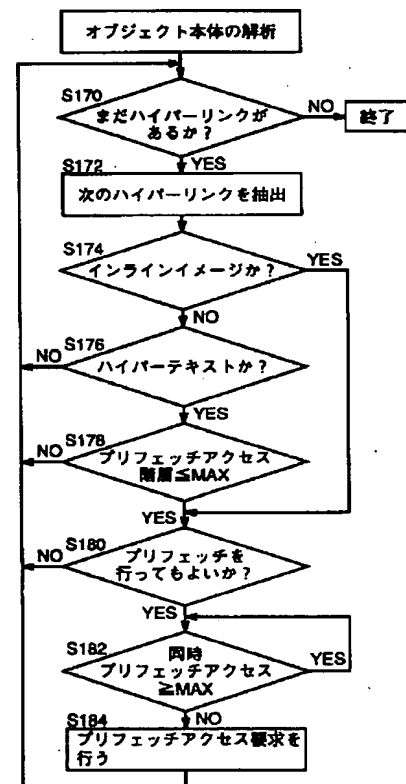 オブジェクト本体の解析
S170
まだハイパーリンクが
あるか？
NO
終了
YES
S172
次のハイパーリンクを抽出
S174
インラインイメージか？
YES
NO
S176
NO
ハイパーテキストか？
YES
S178
NO
プリフェッチアクセス
階層≦MAX
YES
S180
NO
プリフェッチを
行ってもよいか？
YES
S182
同時
プリフェッチアクセス
≧MAX
YES
NO
S184
プリフェッチアクセス要求を
行う